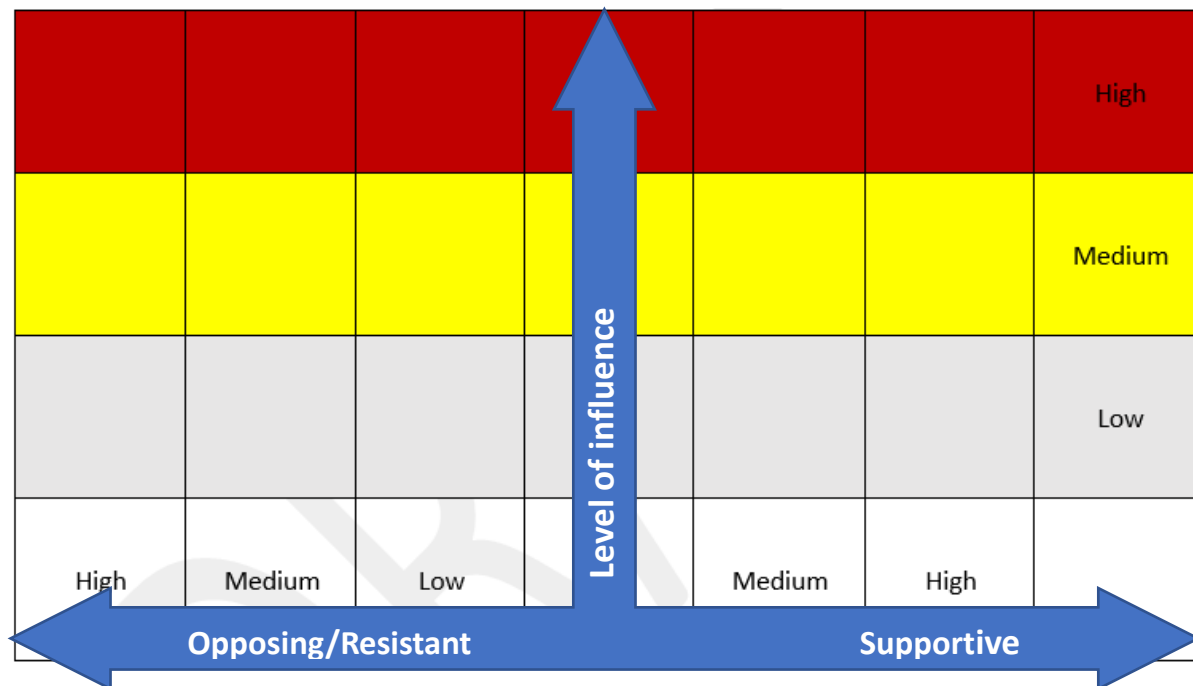 High
Medium
Low
Level of influence
High Medium Low Medium High
Opposing/Resistant Supportive